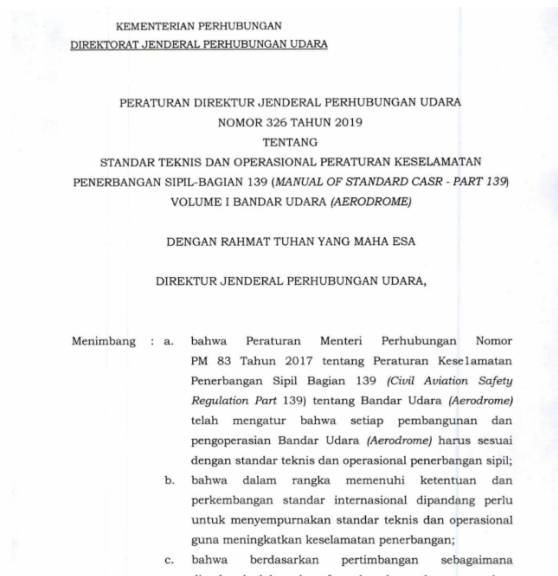 KEMENTERIAN PERHUBUNGAN
DIREKTORAT JENDERAL PERHUBUNGAN UDARA
PERATURAN DIREKTUR JENDERAL PERHUBUNGAN UDARA
NOMOR 326 TAHUN 2019
TENTANG
STANDAR TEKNIS DAN OPERASIONAL PERATURAN KESELAMATAN
PENERBANGAN SIPIL-BAGIAN 139 (MANUAL OF STANDARD CASR - PART 139)
VOLUME I BANDAR UDARA (AERODROME)
DENGAN RAHMAT TUHAN YANG MAHA ESA
DIREKTUR JENDERAL PERHUBUNGAN UDARA,
Menimbang : a. bahwa Peraturan Menteri Perhubungan Nomor
PM 83 Tahun 2017 tentang Peraturan Keselamatan
Penerbangan Sipil Bagian 139 (Civil Aviation Safety
Regulation Part 139) tentang Bandar Udara (Aerodrome)
telah mengatur bahwa setiap pembangunan dan
pengoperasian Bandar Udara (Aerodrome) harus sesuai
dengan standar teknis dan operasional penerbangan sipil;
b. bahwa dalam rangka memenuhi ketentuan dan
perkembangan standar internasional dipandang perlu
untuk menyempurnakan standar teknis dan operasional
guna meningkatkan keselamatan penerbangan;
c. bahwa berdasarkan pertimbangan sebagaimana